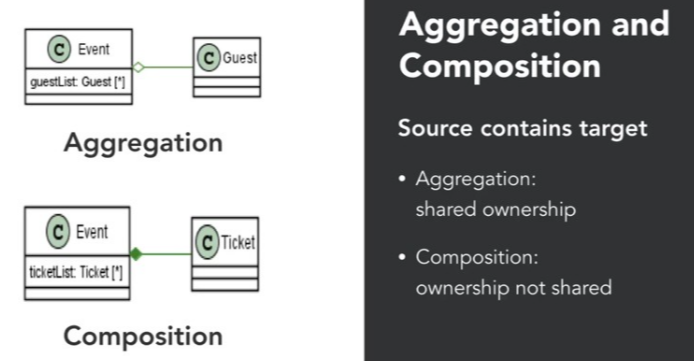 C Event
guestList: Guest [*]
C Guest
Aggregation
C Event
ticketList: Ticket [*]
C Ticket
Composition
Aggregation and
Composition
Source contains target
• Aggregation:
shared ownership
• Composition:
ownership not shared